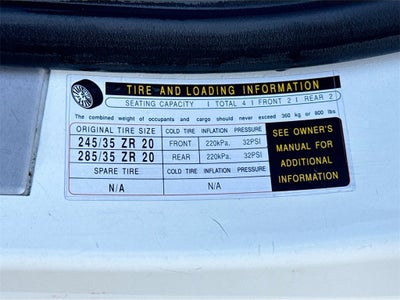 TIRE AND LOADING INFORMATION
SEATING CAPACITY | TOTAL 4 | FRONT 2 | REAR 2
The combined weight of occupants and cargo should never exceed 360 kg or 800 lbs
ORIGINAL TIRE SIZE COLD TIRE INFLATION PRESSURE
245/35 ZR 20 FRONT 220kPa. 32PSI
285/35 ZR 20 REAR 220kPa. 32PSI
SPARE TIRE COLD TIRE INFLATION PRESSURE
N/A N/A
SEE OWNER'S
MANUAL FOR
ADDITIONAL
INFORMATION